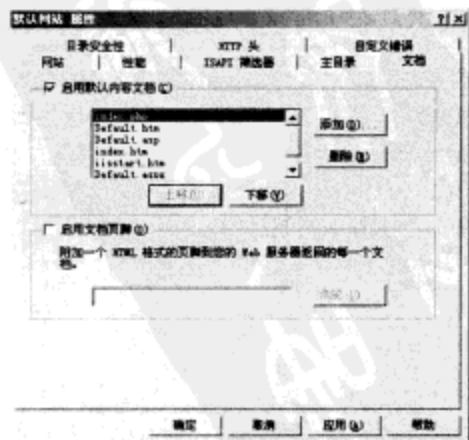 默认网站 属性
目录安全性 HTTP 头 自定义错误
网站 性能 ISAPI 筛选器 主目录 文档
启用默认内容文档(C)
index.php
Default.htm
Default.asp
index.htm
iisstart.htm
Default.aspx
添加(D)...
删除(R)
上移(U)
下移(V)
启用文档页脚(O)
附加一个 HTML 格式的页脚到您的 Web 服务器返回的每一个文
档。
确定 取消 应用(A) 帮助